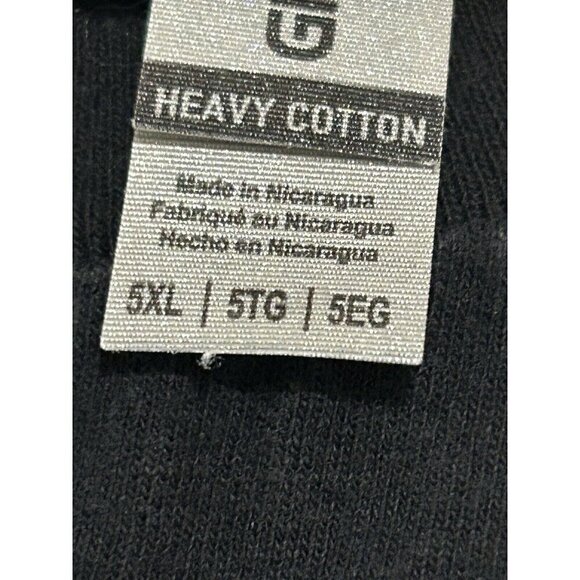 HEAVY COTTON
Made in Nicaragua
Fabriqué au Nicaragua
Hecho en Nicaragua
5XL | 5TG | 5EG